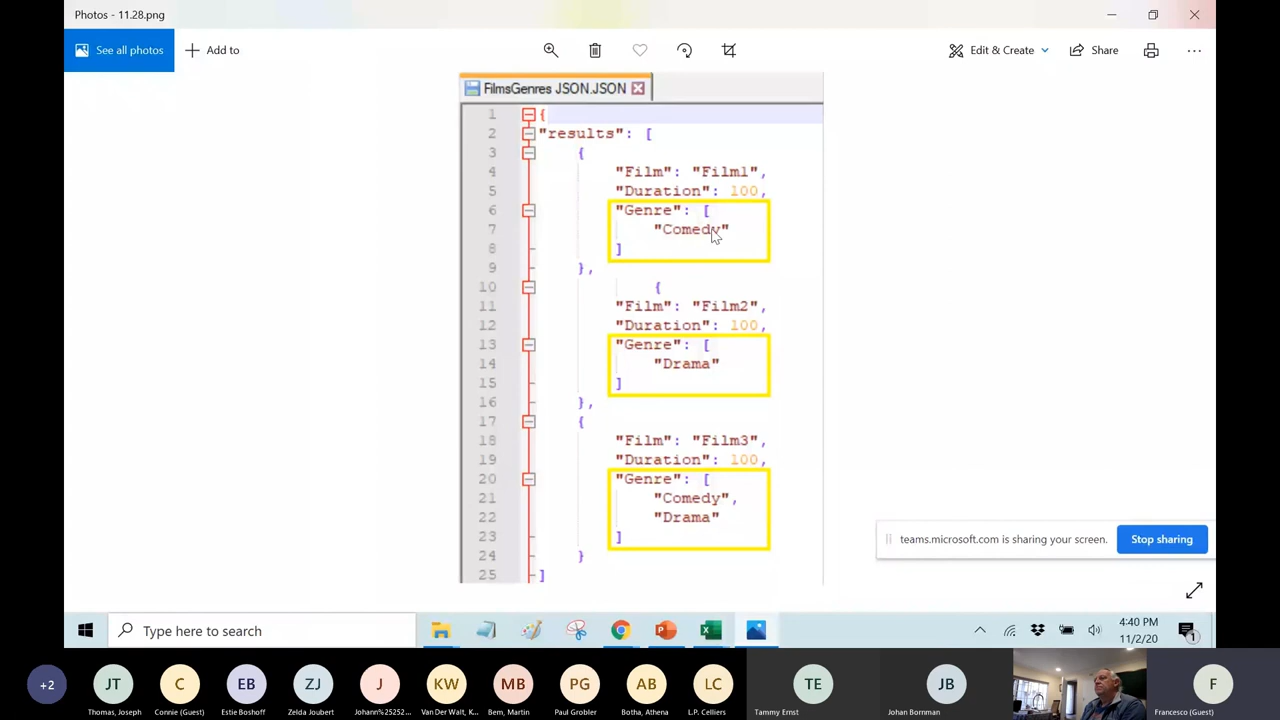 Photos - 11.28.png
See all photos
Add to
Edit & Create
Share
FilmsGenres JSON.JSON
1 {
2 "results": [
3 {
4 "Film": "Film1",
5 "Duration": 100,
6 "Genre": [
7 "Comedy"
8 ]
9 },
10 {
11 "Film": "Film2",
12 "Duration": 100,
13 "Genre": [
14 "Drama"
15 ]
16 },
17 {
18 "Film": "Film3",
19 "Duration": 100,
20 "Genre": [
21 "Comedy",
22 "Drama"
23 ]
24 }
25 ]
teams.microsoft.com is sharing your screen.
Stop sharing
Type here to search
4:40 PM
11/2/20
1
+2
JT
C
EB
ZJ
J
KW
MB
PG
AB
LC
TE
JB
F
Thomas, Joseph
Connie (Guest)
Estie Boshoff
Zelda Joubert
Johann%25252...
Van Der Walt, K...
Bem, Martin
Paul Grobler
Botha, Athena
L.P. Celliers
Tammy Ernst
Johan Bornman
Francesco (Guest)